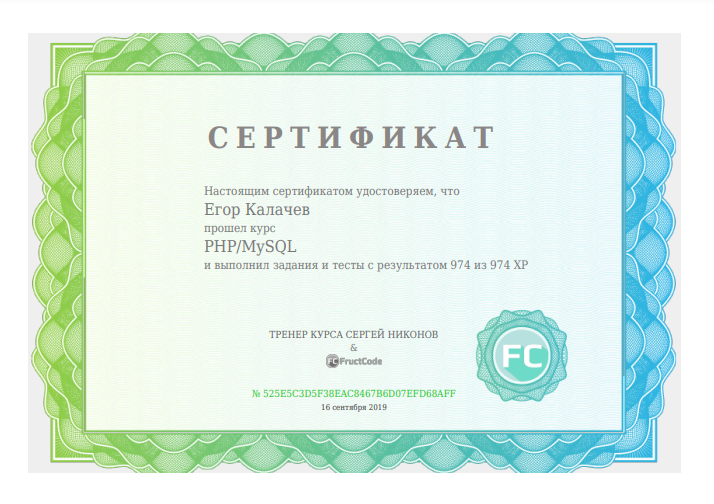 СЕРТИФИКАТ
Настоящим сертификатом удостоверяем, что
Егор Калачев
прошел курс
PHP/MySQL
и выполнил задания и тесты с результатом 974 из 974 XP
ТРЕНЕР КУРСА СЕРГЕЙ НИКОНОВ
&
FC FructCode
FC
№ 525E5C3D5F38EAC8467B6D07EFD68AFF
16 сентября 2019